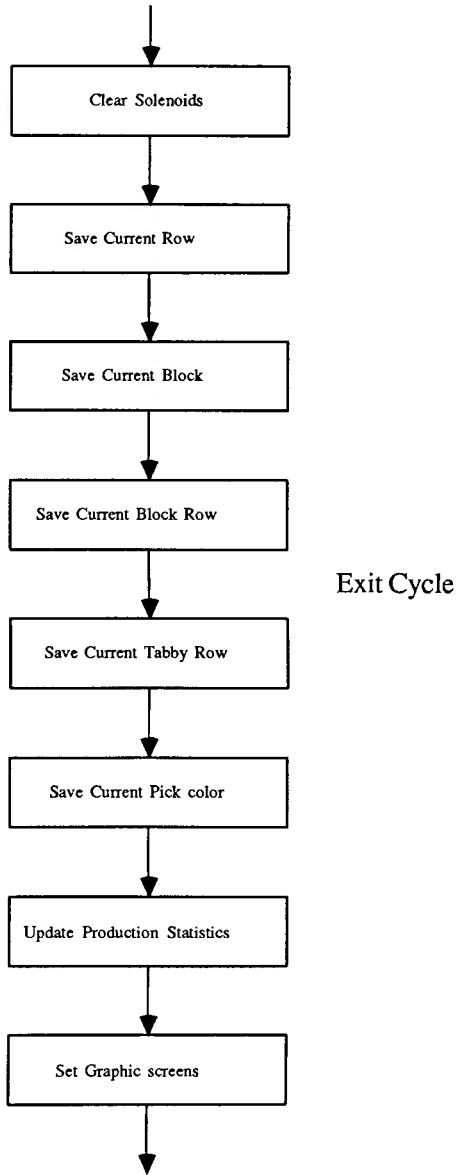 Clear Solenoids
Save Current Row
Save Current Block
Save Current Block Row
Exit Cycle
Save Current Tabby Row
Save Current Pick color
Update Production Statistics
Set Graphic screens